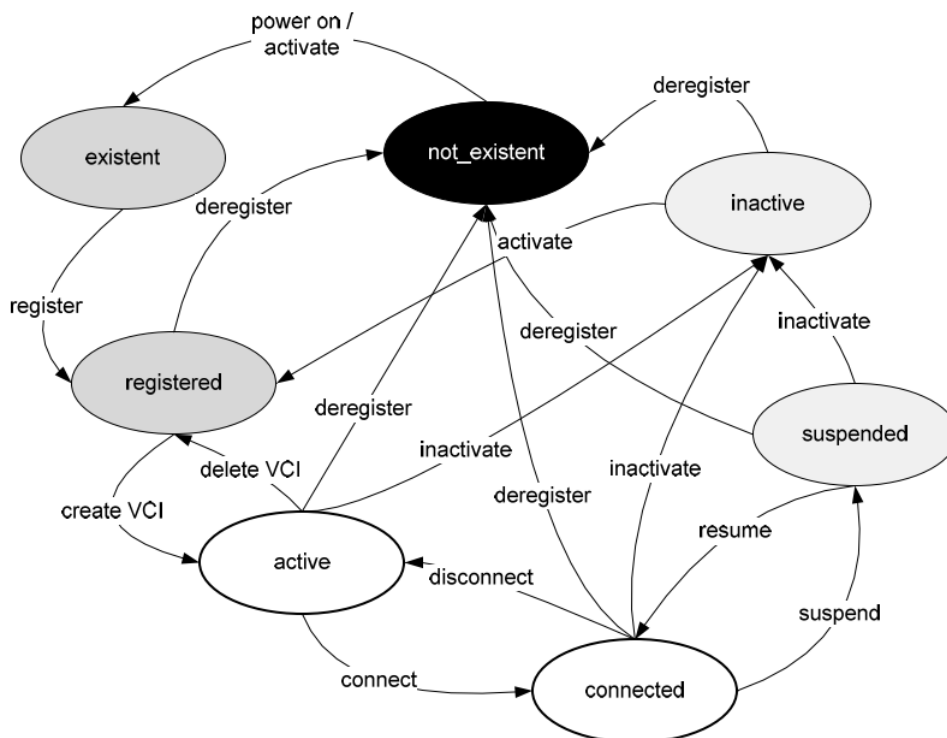 power on /
activate
deregister
existent
not_existent
inactive
deregister
activate
register
inactivate
deregister
registered
deregister
suspended
inactivate
delete VCI
inactivate
deregister
create VCI
resume
active
disconnect
suspend
connect
connected